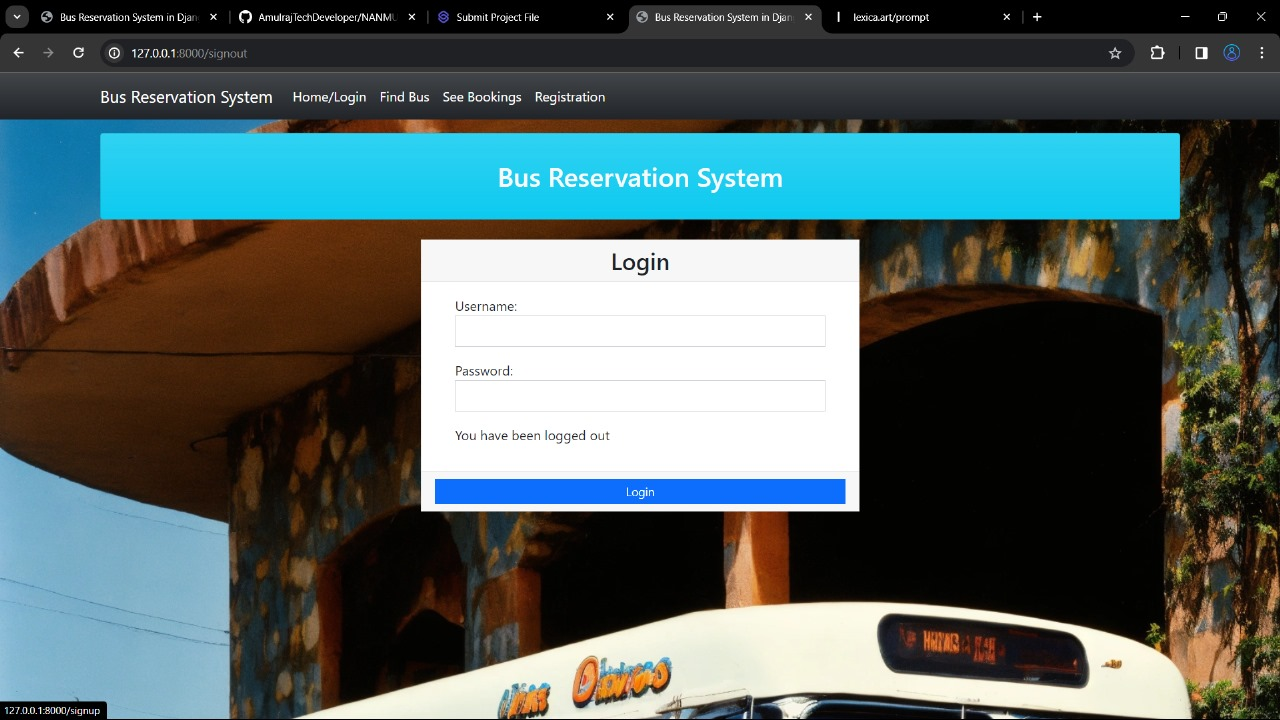 Bus Reservation System in Djan
AmulrajTechDeveloper/NANMU
Submit Project File
Bus Reservation System in Djan
lexica.art/prompt
127.0.0.1:8000/signout
Bus Reservation System Home/Login Find Bus See Bookings Registration
Bus Reservation System
Login
Username:
Password:
You have been logged out
Login
127.0.0.1:8000/signup